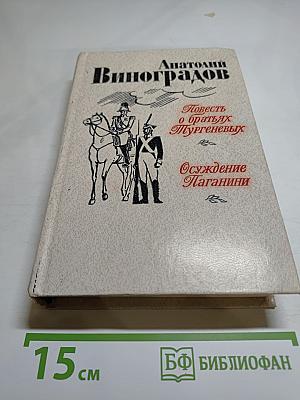 Анатолий
Виноградов
Повесть
о братьях
Тургеневых
Осуждение
Паганини
15 см
БФ БИБЛИОФАН